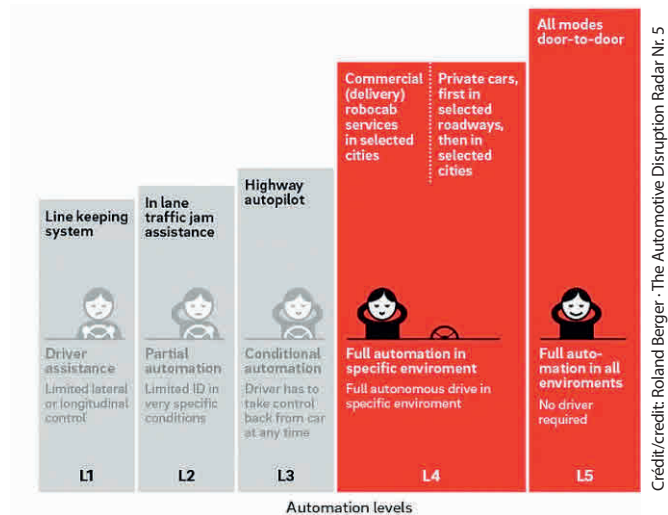 Line keeping
system
Driver
assistance
Limited lateral
or longitudinal
control
L1
In lane
traffic jam
assistance
Partial
automation
Limited ID in
very specific
conditions
L2
Highway
autopilot
Conditional
automation
Driver has to
take control
back from car
at any time
L3
Commercial
(delivery)
robocab
services
in selected
cities
Private cars,
first in
selected
roadways,
then in
selected
cities
Full automation in
specific enviroment
Full autonomous drive in
specific enviroment
L4
All modes
door-to-door
Full auto-
mation in all
enviroments
No driver
required
L5
Automation levels
Crédit/credit: Roland Berger - The Automotive Disruption Radar Nr. 5